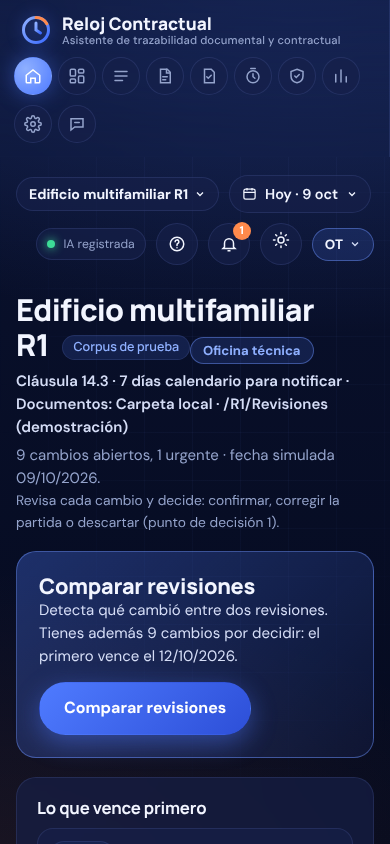 Reloj Contractual
Asistente de trazabilidad documental y contractual
Edificio multifamiliar R1
Hoy · 9 oct
IA registrada
1
OT
Edificio multifamiliar
R1
Corpus de prueba
Oficina técnica
Cláusula 14.3 · 7 días calendario para notificar ·
Documentos: Carpeta local · /R1/Revisiones
(demostración)
9 cambios abiertos, 1 urgente · fecha simulada
09/10/2026.
Revisa cada cambio y decide: confirmar, corregir la
partida o descartar (punto de decisión 1).
Comparar revisiones
Detecta qué cambió entre dos revisiones.
Tienes además 9 cambios por decidir: el
primero vence el 12/10/2026.
Comparar revisiones
Lo que vence primero